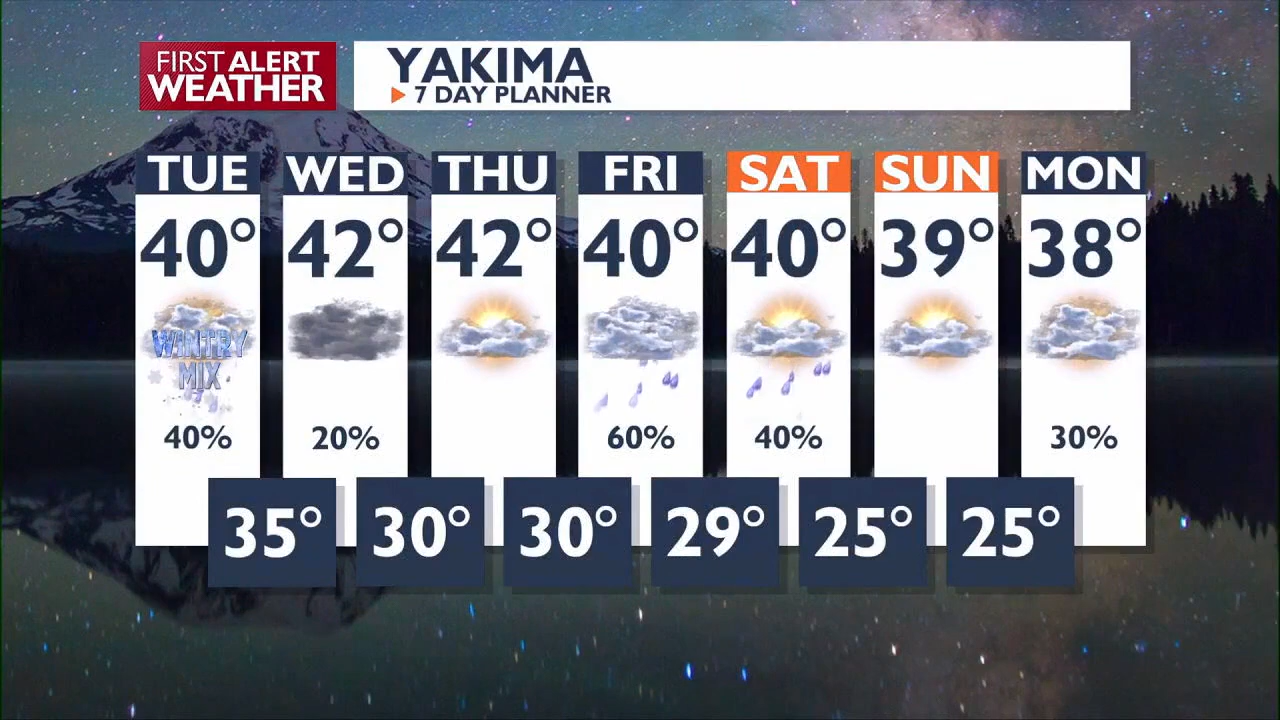 FIRST ALERT
WEATHER
YAKIMA
7 DAY PLANNER
TUE WED THU FRI SAT SUN MON
40° 42° 42° 40° 40° 39° 38°
WINTRY
MIX
40% 20% 60% 40% 30%
35° 30° 30° 29° 25° 25°